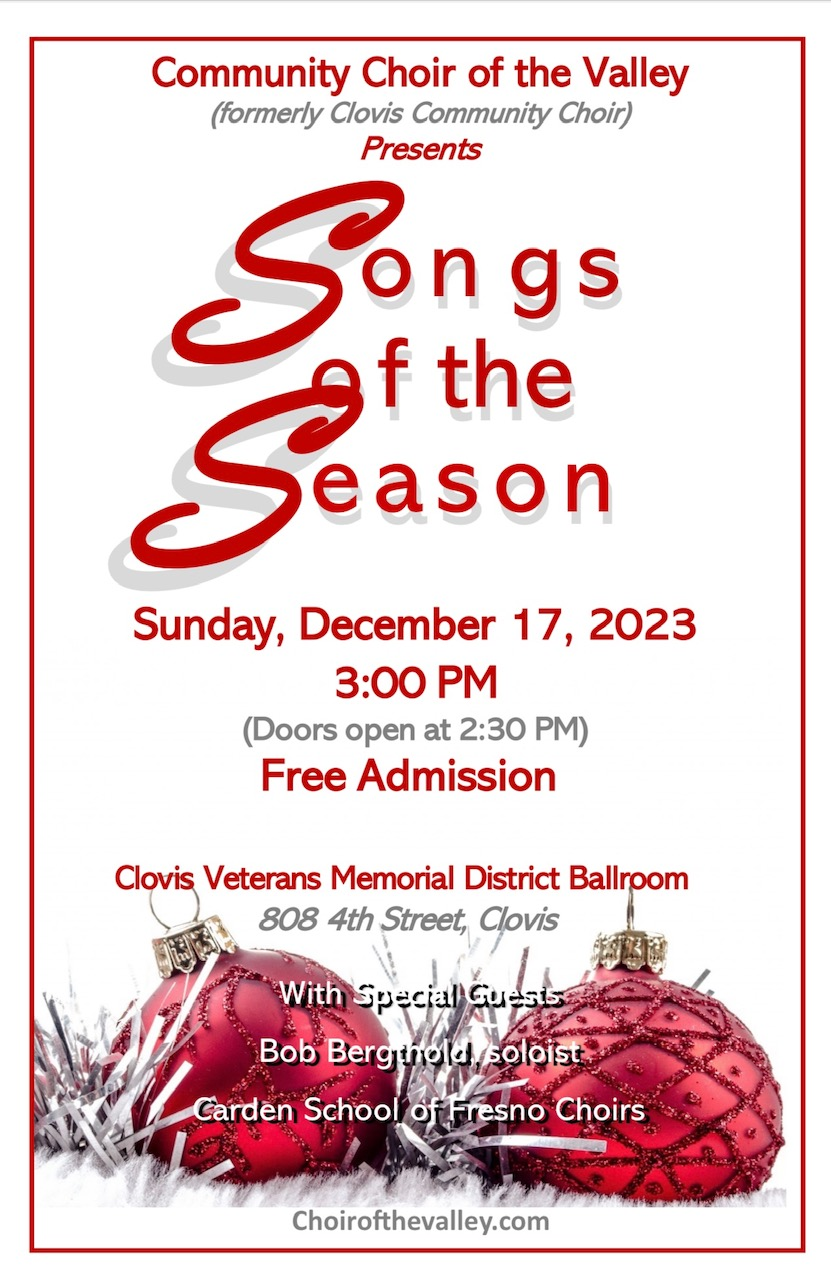 Community Choir of the Valley
(formerly Clovis Community Choir)
Presents
Songs
of the
Season
Sunday, December 17, 2023
3:00 PM
(Doors open at 2:30 PM)
Free Admission
Clovis Veterans Memorial District Ballroom
808 4th Street, Clovis
With Special Guests
Bob Bergthold, soloist
Carden School of Fresno Choirs
Choirofthevalley.com